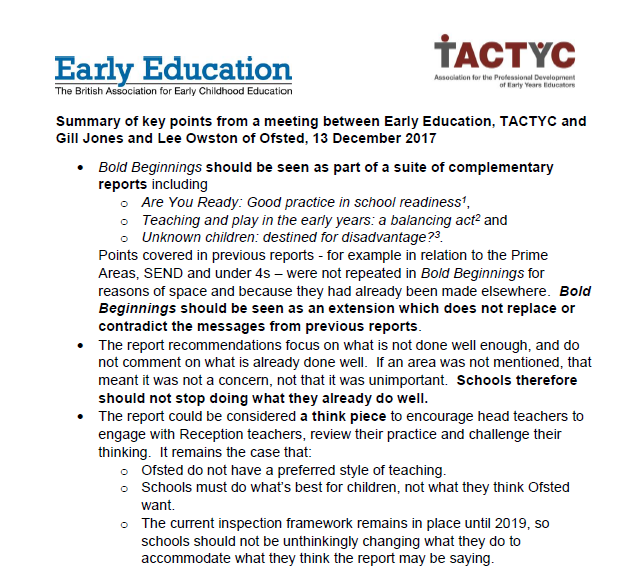 Early Education
The British Association for Early Childhood Education
TACTYC
Association for the Professional Development
of Early Years Educators
Summary of key points from a meeting between Early Education, TACTYC and
Gill Jones and Lee Owston of Ofsted, 13 December 2017
• Bold Beginnings should be seen as part of a suite of complementary
reports including
o Are You Ready: Good practice in school readiness¹,
o Teaching and play in the early years: a balancing act² and
o Unknown children: destined for disadvantage?³.
Points covered in previous reports - for example in relation to the Prime
Areas, SEND and under 4s – were not repeated in Bold Beginnings for
reasons of space and because they had already been made elsewhere. Bold
Beginnings should be seen as an extension which does not replace or
contradict the messages from previous reports.
• The report recommendations focus on what is not done well enough, and do
not comment on what is already done well. If an area was not mentioned, that
meant it was not a concern, not that it was unimportant. Schools therefore
should not stop doing what they already do well.
• The report could be considered a think piece to encourage head teachers to
engage with Reception teachers, review their practice and challenge their
thinking. It remains the case that:
o Ofsted do not have a preferred style of teaching.
o Schools must do what's best for children, not what they think Ofsted
want.
o The current inspection framework remains in place until 2019, so
schools should not be unthinkingly changing what they do to
accommodate what they think the report may be saying.